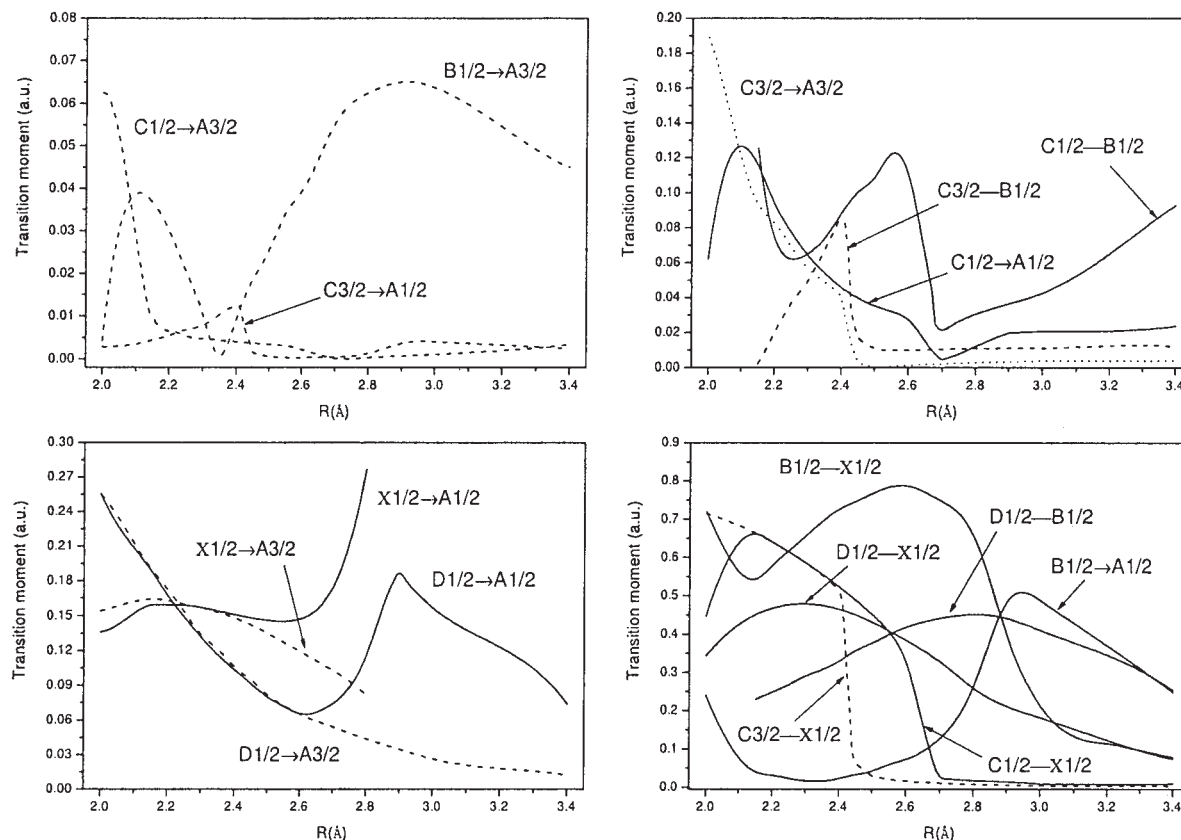 0.08
0.07
0.06
0.05
0.04
0.03
0.02
0.01
0.00
Transition moment (a.u.)
C1/2→A3/2
B1/2→A3/2
C3/2→A1/2
2.0 2.2 2.4 2.6 2.8 3.0 3.2 3.4
R(Å)
0.20
0.18
0.16
0.14
0.12
0.10
0.08
0.06
0.04
0.02
0.00
Transition moment (a.u.)
C3/2→A3/2
C1/2—B1/2
C3/2—B1/2
C1/2→A1/2
2.0 2.2 2.4 2.6 2.8 3.0 3.2 3.4
R(Å)
0.30
0.27
0.24
0.21
0.18
0.15
0.12
0.09
0.06
0.03
0.00
Transition moment (a.u.)
X1/2→A1/2
X1/2→A3/2
D1/2→A1/2
D1/2→A3/2
2.0 2.2 2.4 2.6 2.8 3.0 3.2 3.4
R(Å)
0.9
0.8
0.7
0.6
0.5
0.4
0.3
0.2
0.1
0.0
Transition moment (a.u.)
B1/2—X1/2
D1/2—B1/2
D1/2—X1/2
B1/2→A1/2
C3/2—X1/2
C1/2—X1/2
2.0 2.2 2.4 2.6 2.8 3.0 3.2 3.4
R(Å)